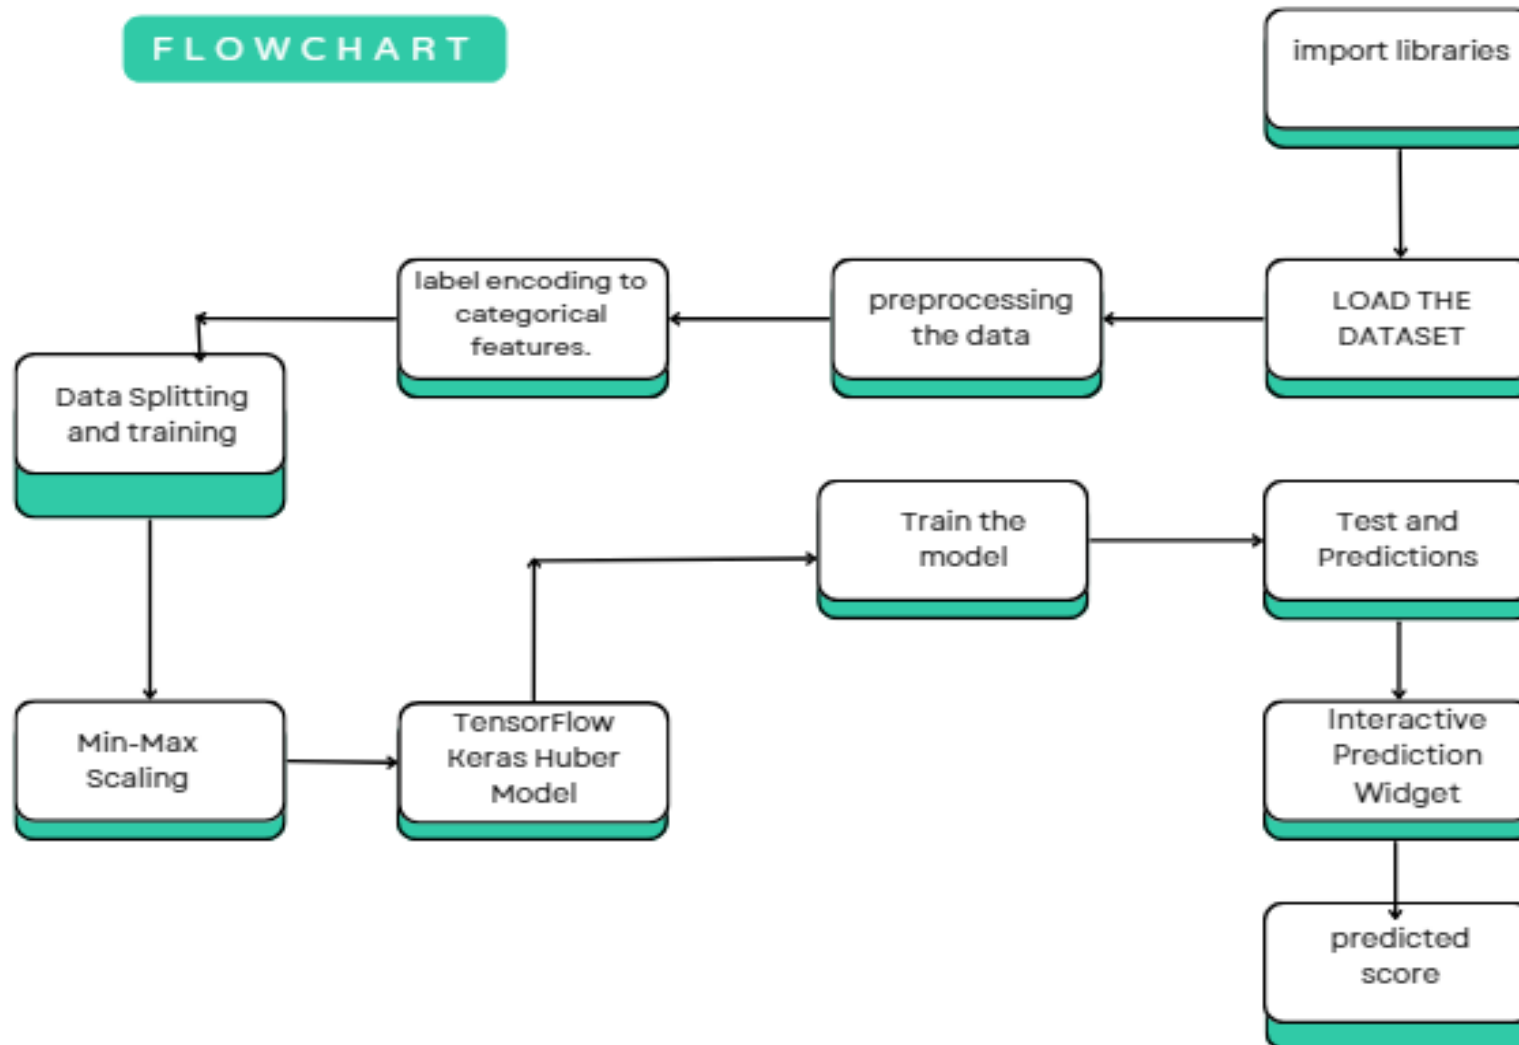 FLOWCHART
import libraries
LOAD THE
DATASET
preprocessing
the data
label encoding to
categorical
features.
Data Splitting
and training
Min-Max
Scaling
TensorFlow
Keras Huber
Model
Train the
model
Test and
Predictions
Interactive
Prediction
Widget
predicted
score